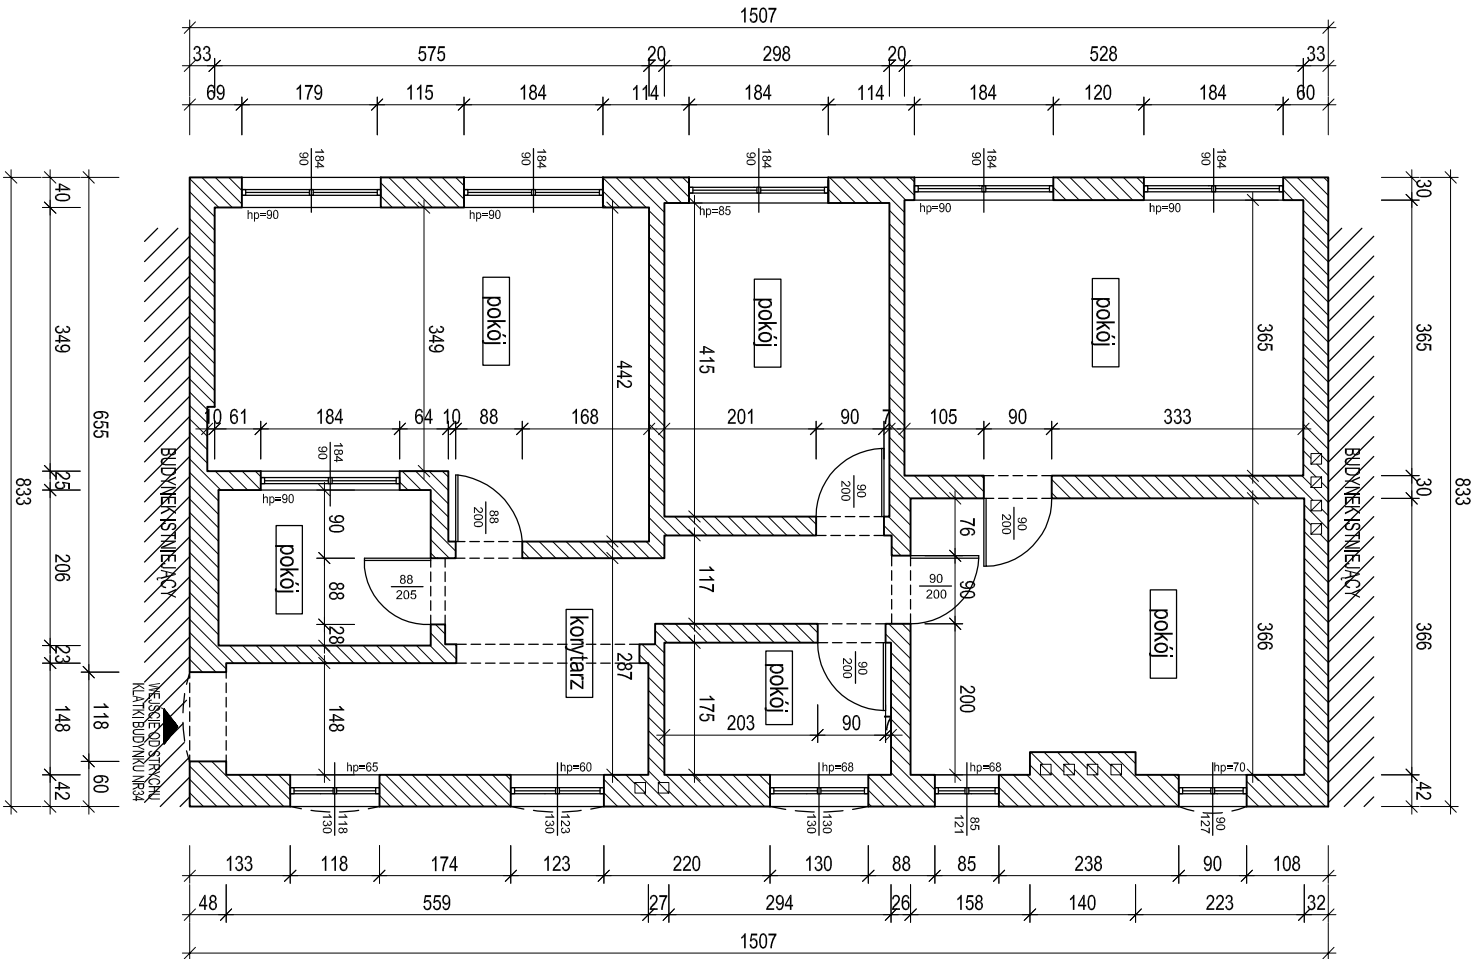 1507
33 575 20 298 20 528 33
69 179 115 184 114 184 114 184 120 184 60
184
90
184
90
184
90
184
90
184
90
hp=90
hp=90
hp=85
hp=90
hp=90
833
40
349
25
206
23
148
42
655
118
60
30
365
30
366
42
833
BUDYNEK ISTNIEJĄCY
BUDYNEK ISTNIEJĄCY
WEJŚCIE OD STRYCHU
KLATKI BUDYNKU NR34
pokój
pokój
pokój
349
442
415
365
10 61 184 64 10 88 168 201 90 7 105 90 333
184
90
hp=90
88
200
90
200
90
200
pokój
90
88
28
88
205
korytarz
117
287
148
76
90
200
90
200
pokój
366
pokój
90
200
175
203 90 7
hp=65
hp=60
hp=68
hp=68
hp=70
118
130
123
130
130
130
85
121
90
127
133 118 174 123 220 130 88 85 238 90 108
48 559 27 294 26 158 140 223 32
1507